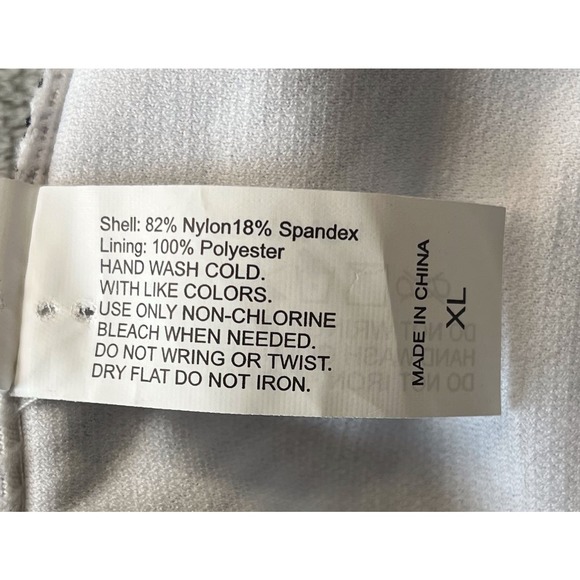 Shell: 82% Nylon18% Spandex
Lining: 100% Polyester
HAND WASH COLD.
WITH LIKE COLORS.
USE ONLY NON-CHLORINE
BLEACH WHEN NEEDED.
DO NOT WRING OR TWIST.
DRY FLAT DO NOT IRON.
MADE IN CHINA
XL